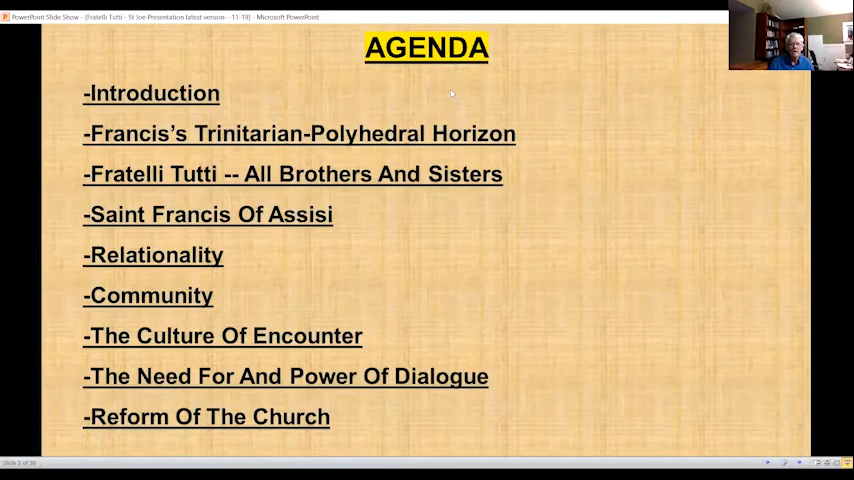 PowerPoint Slide Show - [Fratelli Tutti - St Joe Presentation latest version- -11-19] - Microsoft PowerPoint
AGENDA
-Introduction
-Francis's Trinitarian-Polyhedral Horizon
-Fratelli Tutti -- All Brothers And Sisters
-Saint Francis Of Assisi
-Relationality
-Community
-The Culture Of Encounter
-The Need For And Power Of Dialogue
-Reform Of The Church